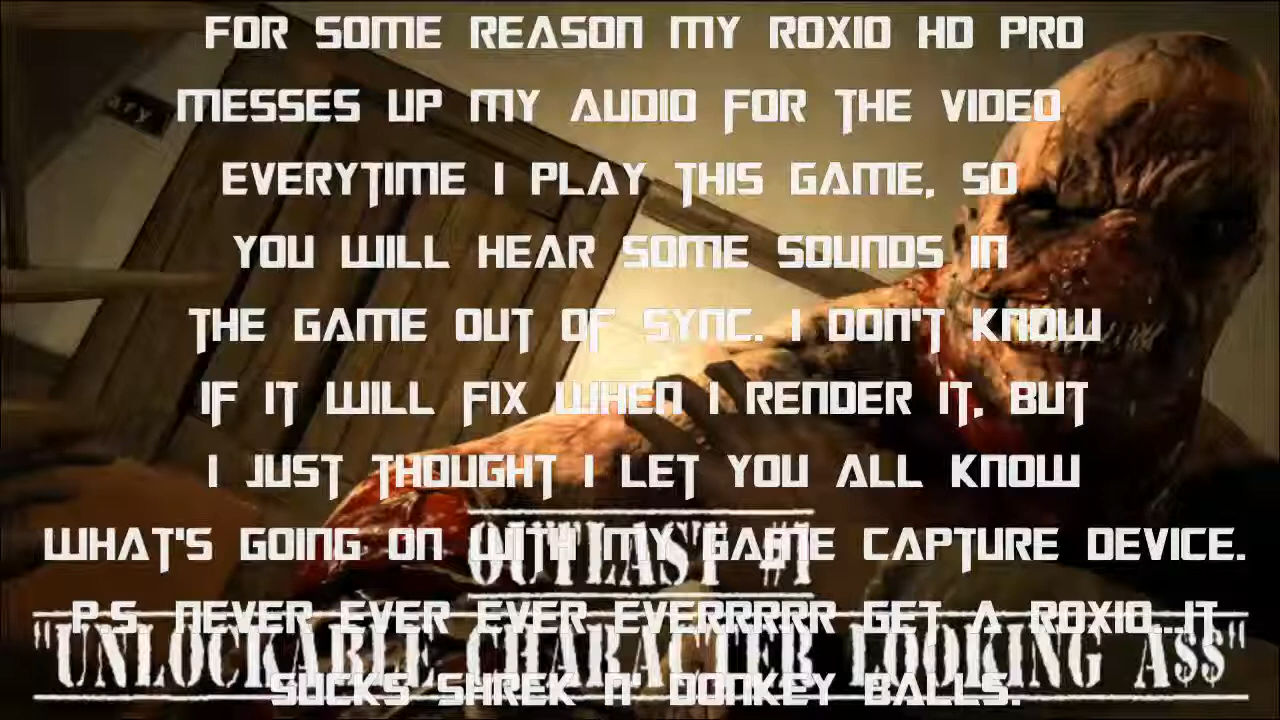 FOR SOME REASON MY ROXIO HD PRO
MESSES UP MY AUDIO FOR THE VIDEO
EVERYTIME I PLAY THIS GAME, SO
YOU WILL HEAR SOME SOUNDS IN
THE GAME OUT OF SYNC. I DON'T KNOW
IF IT WILL FIX WHEN I RENDER IT, BUT
I JUST THOUGHT I LET YOU ALL KNOW
WHAT'S GOING ON WITH MY GAME CAPTURE DEVICE.
OUTLAST #1
P.S. NEVER EVER EVER EVERRRRR GET A ROXIO...IT
"UNLOCKABLE CHARACTER LOOKING A$$"
SUCKS SHREK N' DONKEY BALLS.